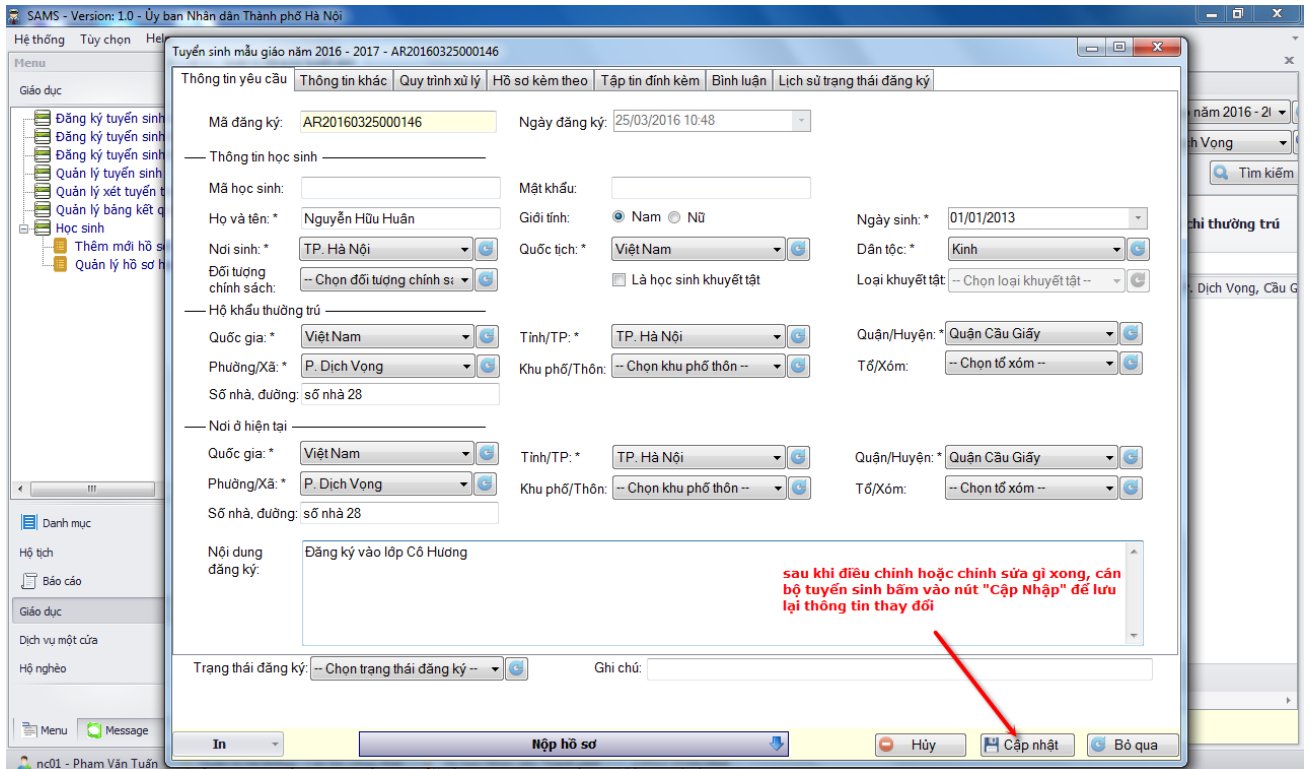 SAMS - Version: 1.0 - Ủy ban Nhân dân Thành phố Hà Nội
Hệ thống Tùy chọn Help
Menu
Giáo dục
Đăng ký tuyển sinh
Đăng ký tuyển sinh
Đăng ký tuyển sinh
Quản lý tuyển sinh
Quản lý xét tuyển t
Quản lý bảng kết q
Học sinh
Thêm mới hồ s
Quản lý hồ sơ h
Danh mục
Hộ tịch
Báo cáo
Giáo dục
Dịch vụ một cửa
Hộ nghèo
Menu Message
nc01 - Phạm Văn Tuấn
Tuyển sinh mẫu giáo năm 2016 - 2017 - AR20160325000146
Thông tin yêu cầu Thông tin khác Quy trình xử lý Hồ sơ kèm theo Tập tin đính kèm Bình luận Lịch sử trạng thái đăng ký
Mã đăng ký: AR20160325000146 Ngày đăng ký: 25/03/2016 10:48
Thông tin học sinh
Mã học sinh: Mật khẩu:
Họ và tên: * Nguyễn Hữu Huân Giới tính: Nam Nữ Ngày sinh: * 01/01/2013
Nơi sinh: * TP. Hà Nội Quốc tịch: * Việt Nam Dân tộc: * Kinh
Đối tượng
chính sách: -- Chọn đối tượng chính sá Là học sinh khuyết tật Loại khuyết tật: -- Chọn loại khuyết tật --
Hộ khẩu thường trú
Quốc gia: * Việt Nam Tỉnh/TP: * TP. Hà Nội Quận/Huyện: * Quận Cầu Giấy
Phường/Xã: * P. Dịch Vọng Khu phố/Thôn: -- Chọn khu phố thôn -- Tổ/Xóm: -- Chọn tổ xóm --
Số nhà, đường: số nhà 28
Nơi ở hiện tại
Quốc gia: * Việt Nam Tỉnh/TP: * TP. Hà Nội Quận/Huyện: * Quận Cầu Giấy
Phường/Xã: * P. Dịch Vọng Khu phố/Thôn: -- Chọn khu phố thôn -- Tổ/Xóm: -- Chọn tổ xóm --
Số nhà, đường: số nhà 28
Nội dung
đăng ký: Đăng ký vào lớp Cô Hương
sau khi điều chỉnh hoặc chỉnh sửa gì xong, cán
bộ tuyển sinh bấm vào nút "Cập Nhập" để lưu
lại thông tin thay đổi
Trạng thái đăng ký: -- Chọn trạng thái đăng ký -- Ghi chú:
In Nộp hồ sơ Hủy Cập nhật Bỏ qua
năm 2016 - 2
h Vọng
Tìm kiếm
chỉ thường trú
. Dịch Vọng, Cầu G